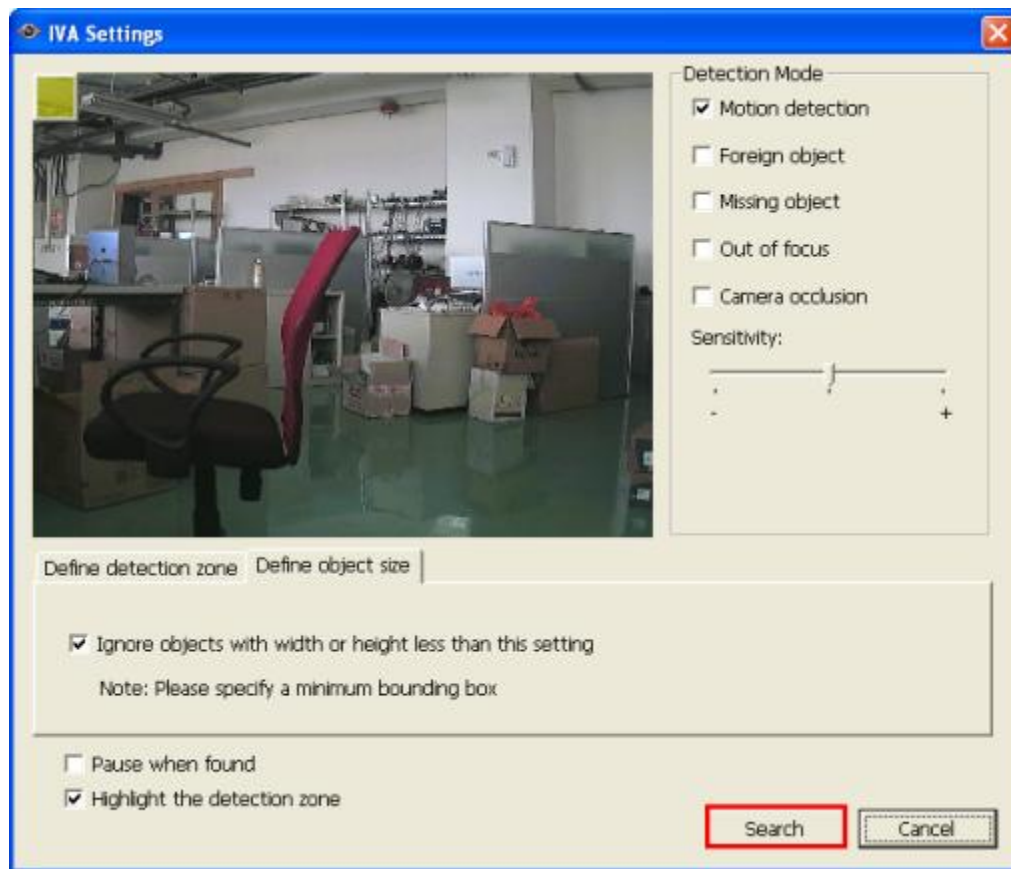 IVA Settings
Detection Mode
Motion detection
Foreign object
Missing object
Out of focus
Camera occlusion
Sensitivity:
- +
Define detection zone Define object size
Ignore objects with width or height less than this setting
Note: Please specify a minimum bounding box
Pause when found
Highlight the detection zone
Search Cancel